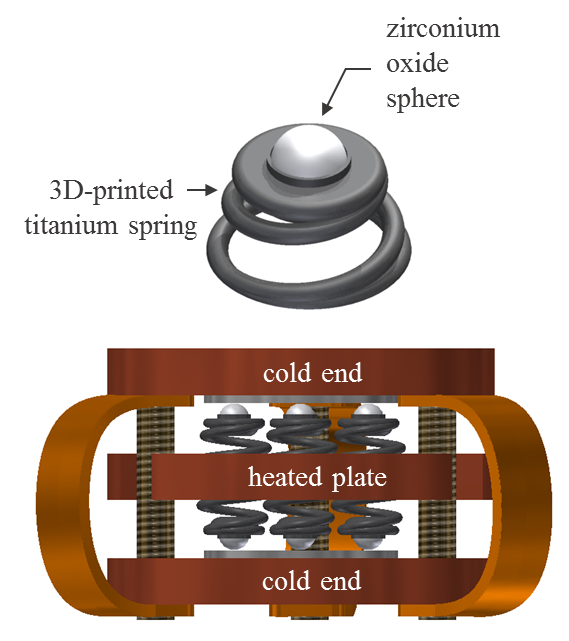 zirconium
oxide
sphere
3D-printed
titanium spring
cold end
heated plate
cold end